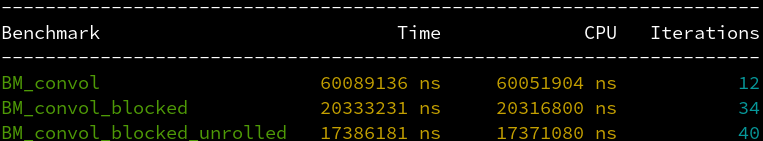 --------------------------------------------------------------------
Benchmark                          Time             CPU   Iterations
--------------------------------------------------------------------
BM_convol                   60089136 ns     60051904 ns           12
BM_convol_blocked           20333231 ns     20316800 ns           34
BM_convol_blocked_unrolled  17386181 ns     17371080 ns           40